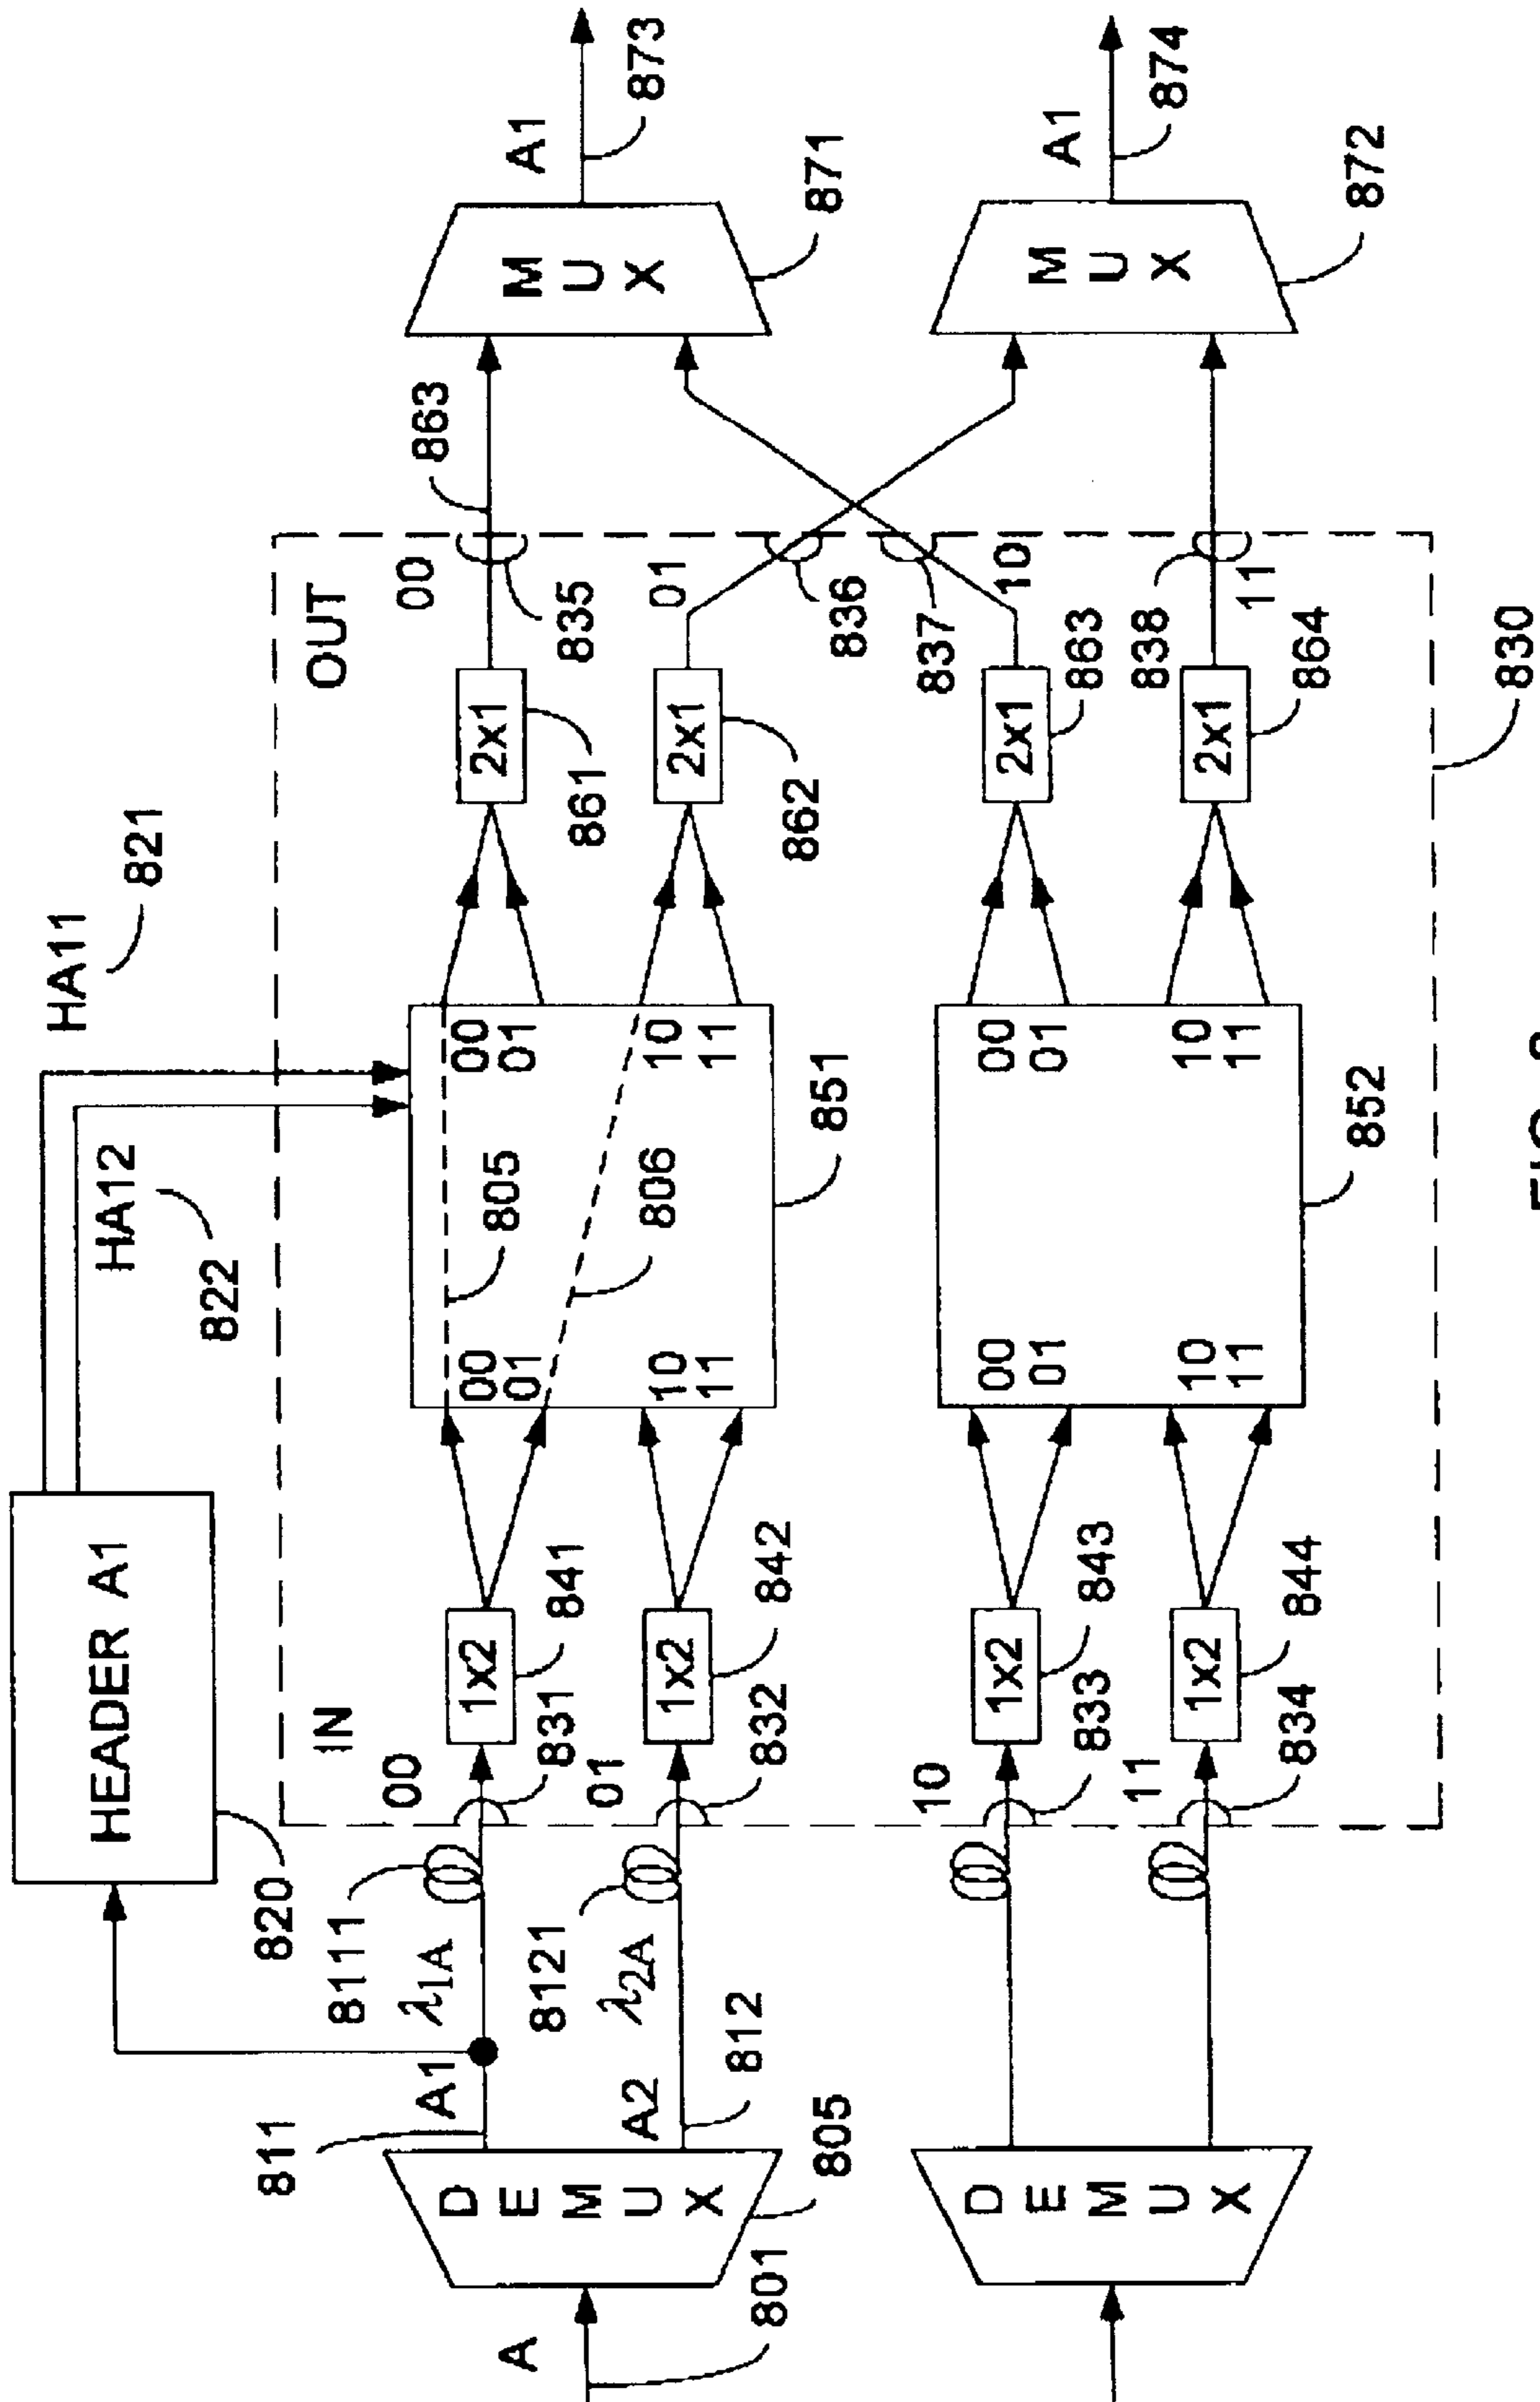 HEADER A1
820
HA11
821
HA12
822
A
801
D
E
M
U
X
805
811
A1
λ1A
8111
A2
λ2A
8121
812
IN
00
831
1x2
841
01
832
1x2
842
00
01
10
11
805
806
00
01
10
11
851
OUT
2x1
861
00
835
863
2x1
862
01
836
M
U
X
871
A1
873
D
E
M
U
X
10
833
1x2
843
11
834
1x2
844
00
01
10
11
00
01
10
11
852
2x1
863
10
837
2x1
864
11
838
M
U
X
872
A1
874
830